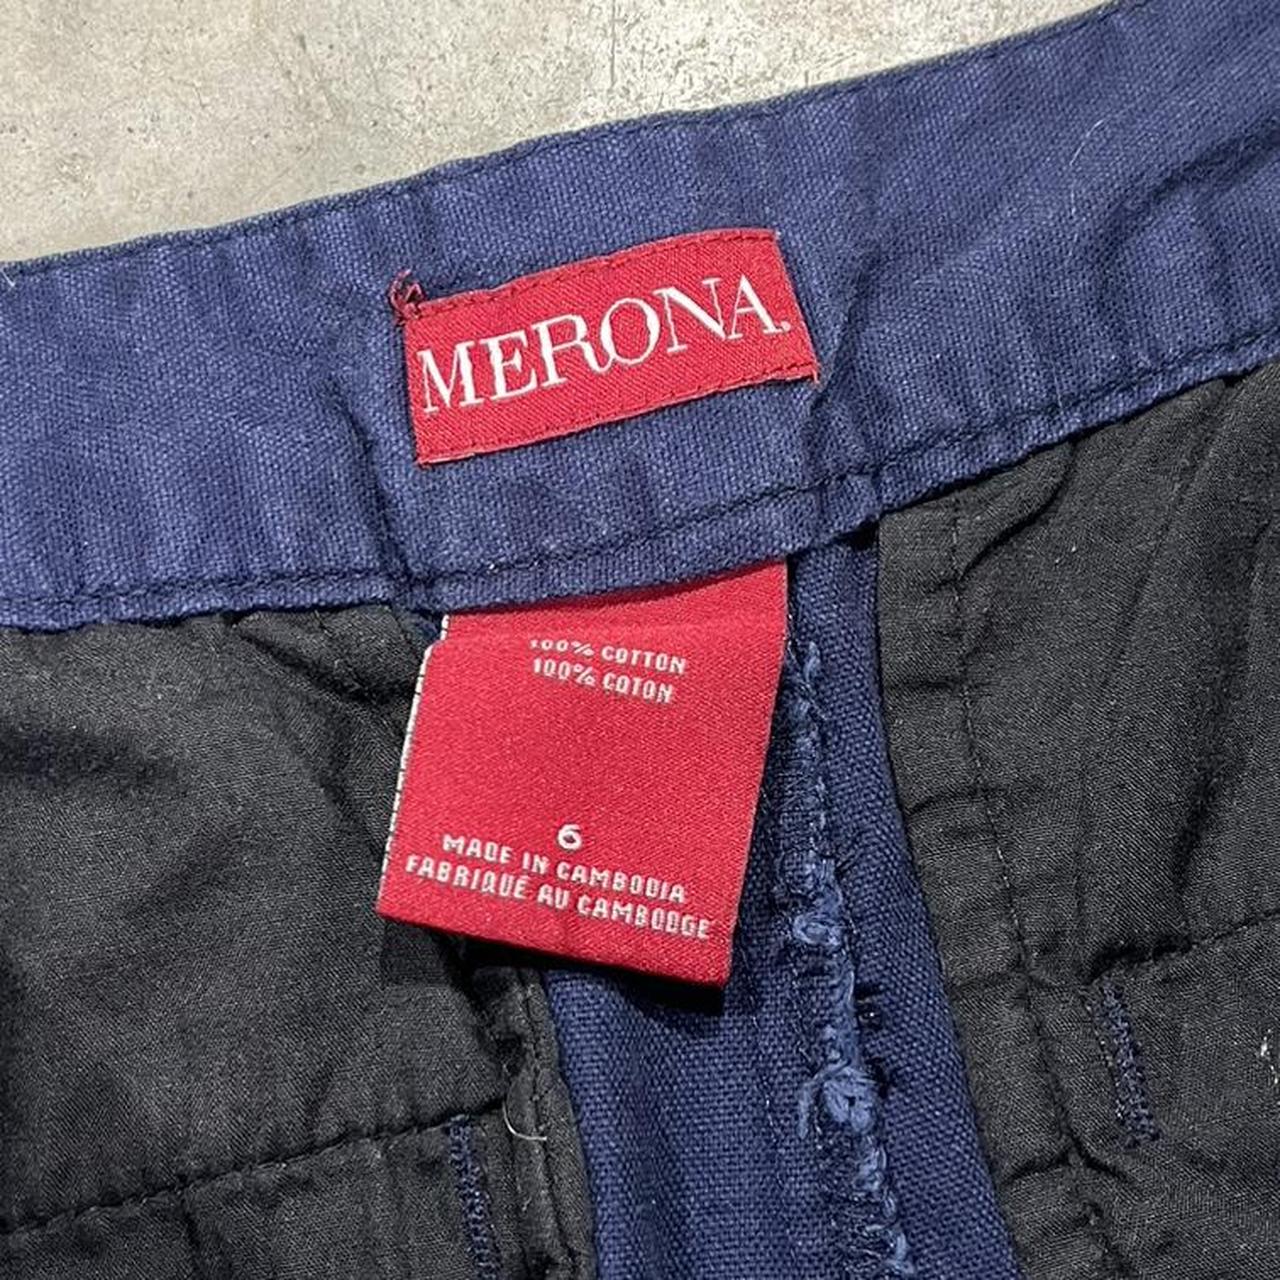 MERONA.
100% COTTON
100% COTON
6
MADE IN CAMBODIA
FABRIQUÉ AU CAMBODGE